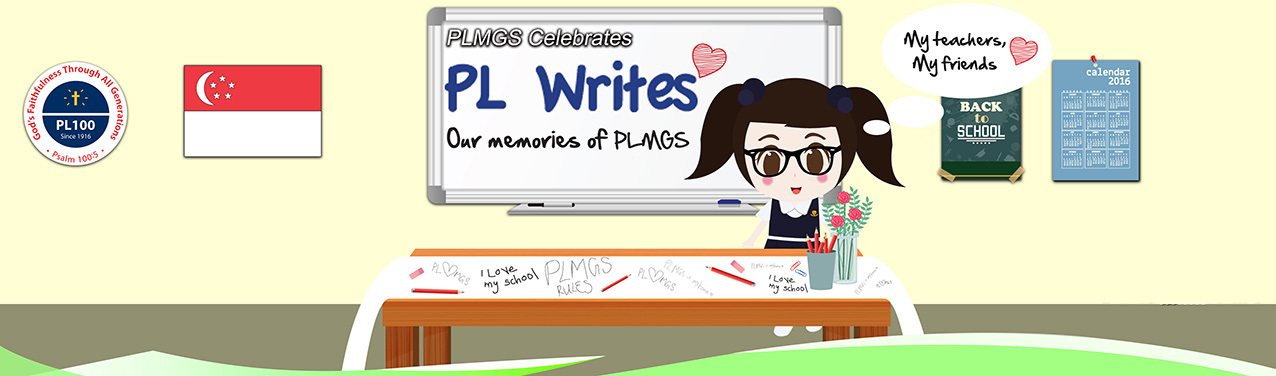 God's Faithfulness Through All Generations
PL100
Since 1916
• Psalm 100:5 •
PLMGS Celebrates
PL Writes
Our memories of PLMGS
My teachers,
My friends
BACK
to
SCHOOL
calendar
2016
PL MGS
I Love
my school
PLMGS
RULES
PL MGS
I Love
my school